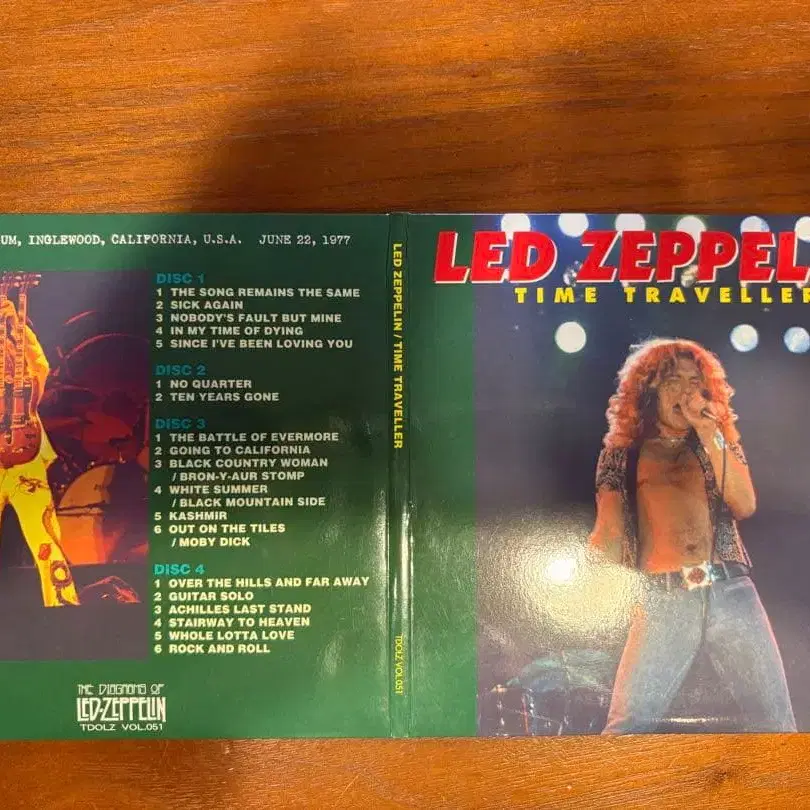 UM, INGLEWOOD, CALIFORNIA, U.S.A. JUNE 22, 1977
DISC 1
1 THE SONG REMAINS THE SAME
2 SICK AGAIN
3 NOBODY'S FAULT BUT MINE
4 IN MY TIME OF DYING
5 SINCE I'VE BEEN LOVING YOU
DISC 2
1 NO QUARTER
2 TEN YEARS GONE
DISC 3
1 THE BATTLE OF EVERMORE
2 GOING TO CALIFORNIA
3 BLACK COUNTRY WOMAN
/ BRON-Y-AUR STOMP
4 WHITE SUMMER
/ BLACK MOUNTAIN SIDE
5 KASHMIR
6 OUT ON THE TILES
/ MOBY DICK
DISC 4
1 OVER THE HILLS AND FAR AWAY
2 GUITAR SOLO
3 ACHILLES LAST STAND
4 STAIRWAY TO HEAVEN
5 WHOLE LOTTA LOVE
6 ROCK AND ROLL
THE DIAGRAMS OF
LED-ZEPPELIN
TDOLZ VOL.051
LED ZEPPELIN / TIME TRAVELLER
TDOLZ VOL.051
LED ZEPPEL
TIME TRAVELLE